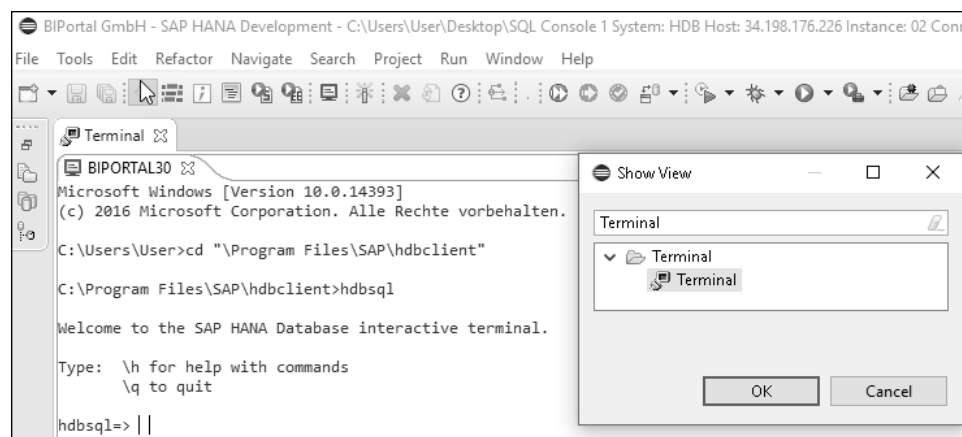 BIPortal GmbH - SAP HANA Development - C:\Users\User\Desktop\SQL Console 1 System: HDB Host: 34.198.176.226 Instance: 02 Conn
File Tools Edit Refactor Navigate Search Project Run Window Help
Terminal
BIPORTAL30
Microsoft Windows [Version 10.0.14393]
(c) 2016 Microsoft Corporation. Alle Rechte vorbehalten.
C:\Users\User>cd "\Program Files\SAP\hdbclient"
C:\Program Files\SAP\hdbclient>hdbsql
Welcome to the SAP HANA Database interactive terminal.
Type: \h for help with commands
\q to quit
hdbsql=>
Show View
Terminal
Terminal
Terminal
OK Cancel